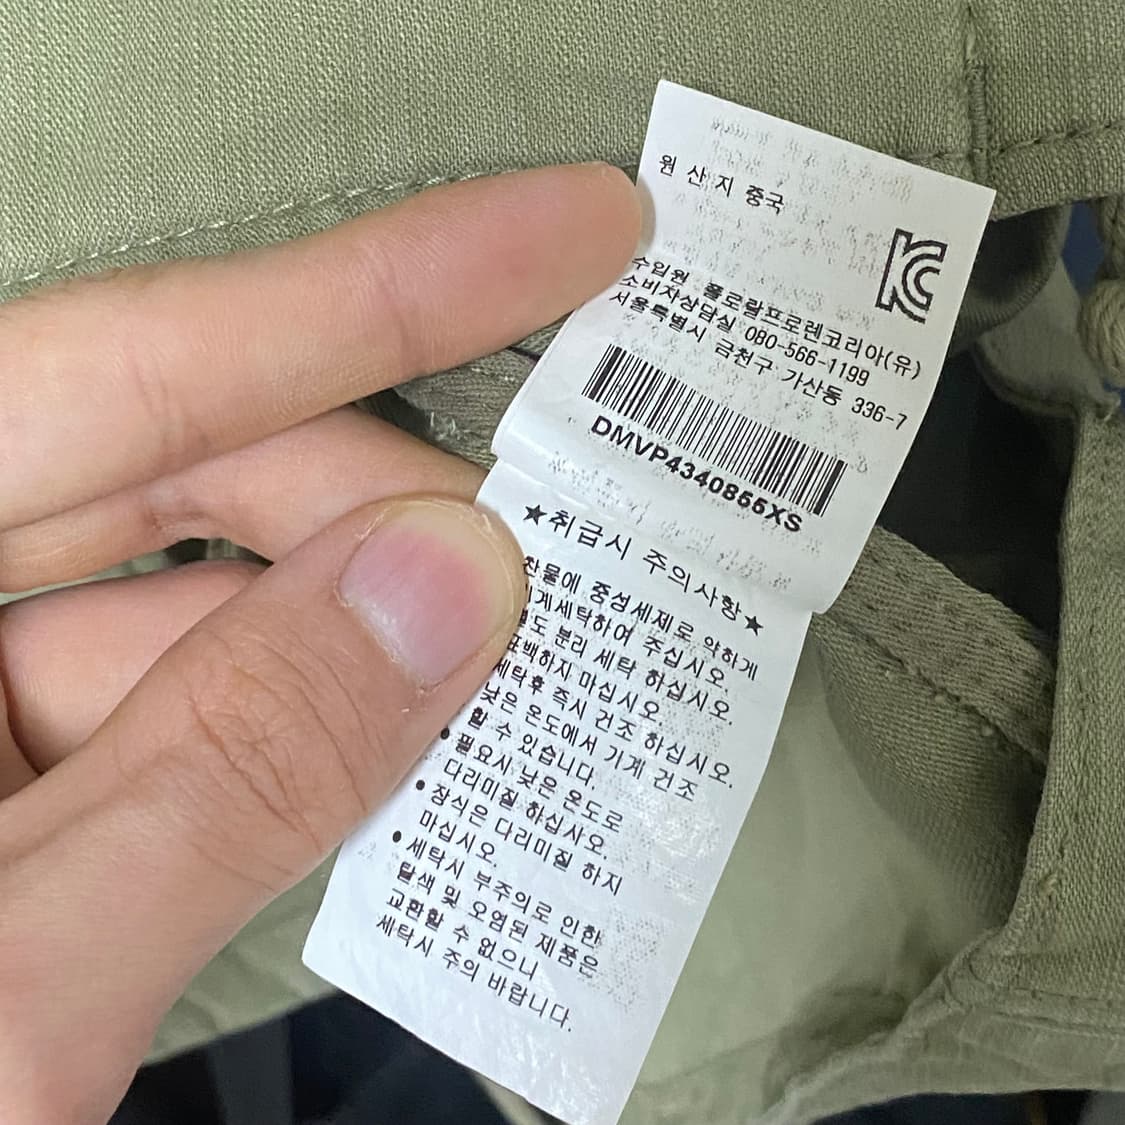 원 산 지 중국
수입원 폴로랄프로렌코리아(유)
소비자상담실 080-566-1199
서울특별시 금천구 가산동 336-7
DMVP4340855XS
★취급시 주의사항★
찬물에 중성세제로 약하게
기계세탁하여 주십시오.
별도 분리 세탁 하십시오.
표백하지 마십시오.
세탁후 즉시 건조 하십시오.
낮은 온도에서 기계 건조
할 수 있습니다.
● 필요시 낮은 온도로
다리미질 하십시오.
● 장식은 다리미질 하지
마십시오.
● 세탁시 부주의로 인한
탈색 및 오염된 제품은
교환할 수 없으니
세탁시 주의 바랍니다.